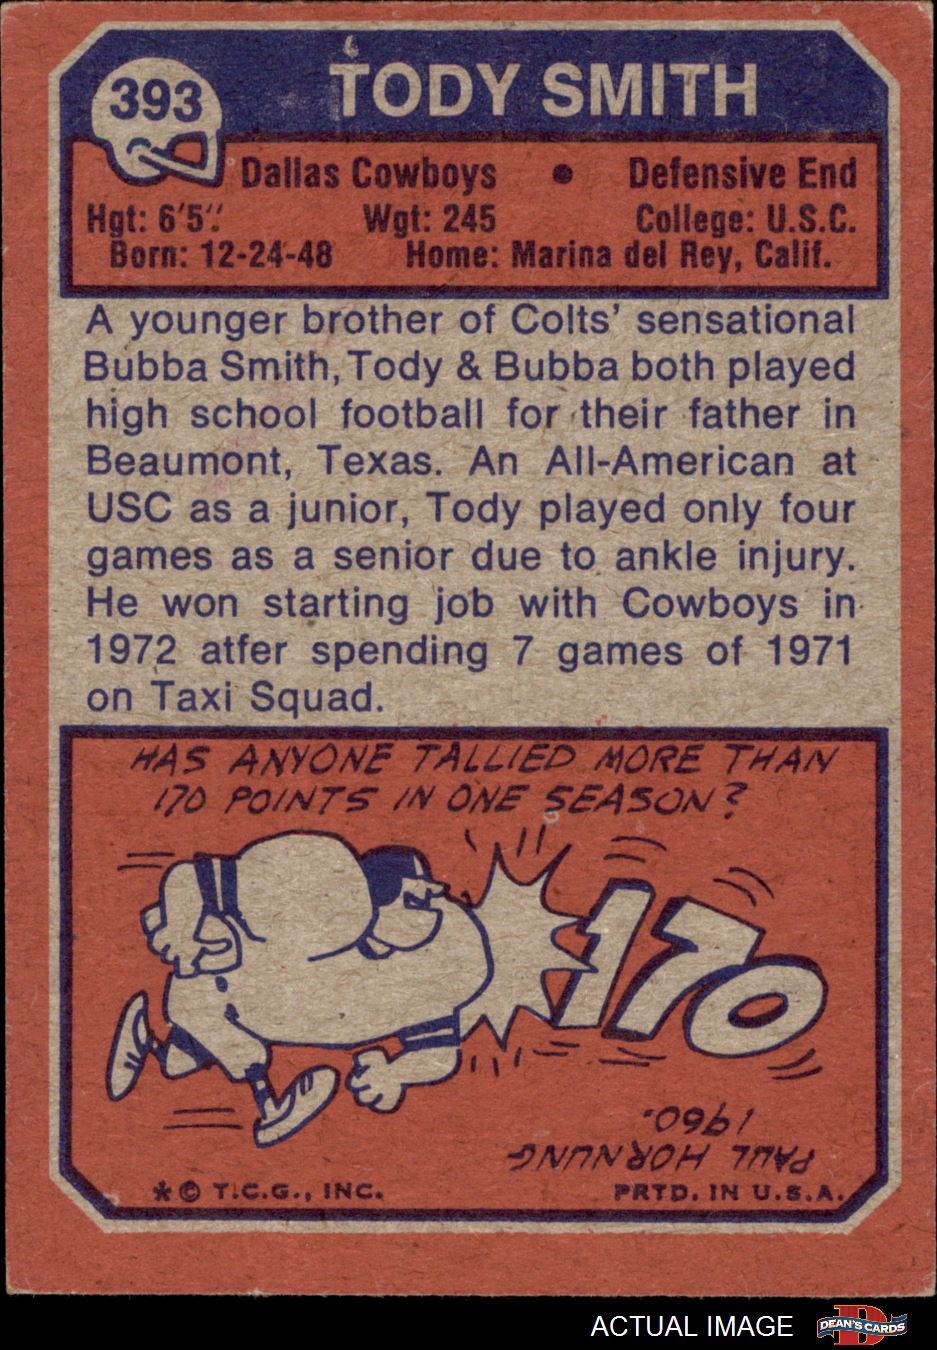 393
TODY SMITH
Dallas Cowboys • Defensive End
Hgt: 6'5" Wgt: 245 College: U.S.C.
Born: 12-24-48 Home: Marina del Rey, Calif.
A younger brother of Colts' sensational
Bubba Smith, Tody & Bubba both played
high school football for their father in
Beaumont, Texas. An All-American at
USC as a junior, Tody played only four
games as a senior due to ankle injury.
He won starting job with Cowboys in
1972 atfer spending 7 games of 1971
on Taxi Squad.
HAS ANYONE TALLIED MORE THAN
170 POINTS IN ONE SEASON?
170
PAUL HORNUNG
1960.
* © T.C.G., INC. PRTD. IN U.S.A.
ACTUAL IMAGE DEAN'S CARDS